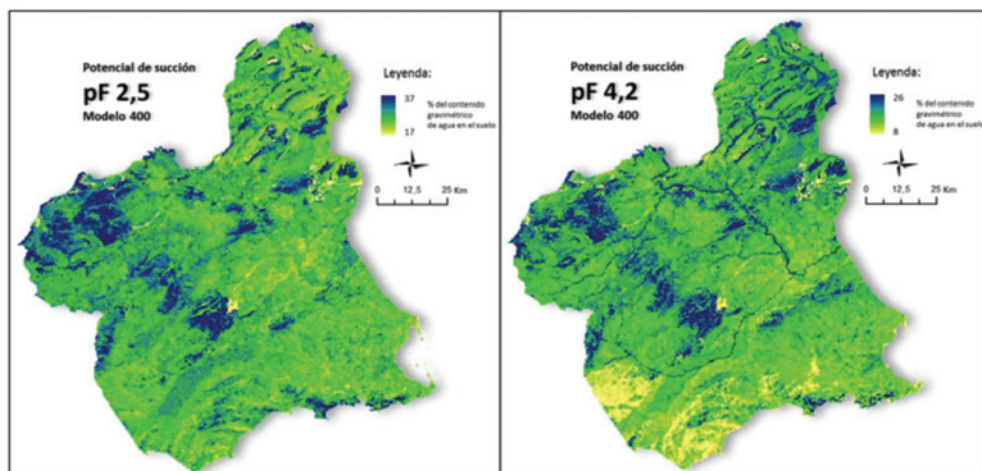 Potencial de succión
pF 2,5
Modelo 400
Leyenda:
37
% del contenido
gravimétrico
de agua en el suelo
17
0 12,5 25 Km
Potencial de succión
pF 4,2
Modelo 400
Leyenda:
26
% del contenido
gravimétrico
de agua en el suelo
8
0 12,5 25 Km